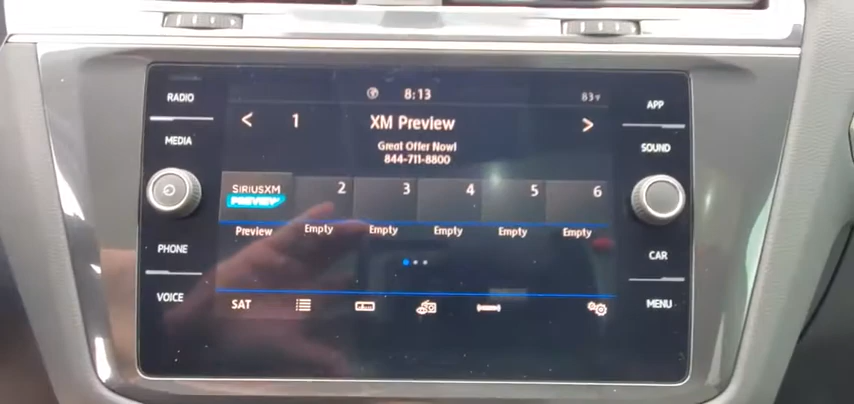 RADIO
MEDIA
PHONE
VOICE
8:13
83°F
1
XM Preview
Great Offer Now!
844-711-8800
SIRIUSXM 2 3 4 5 6
PREVIEW
Preview Empty Empty Empty Empty Empty
SAT
APP
SOUND
CAR
MENU